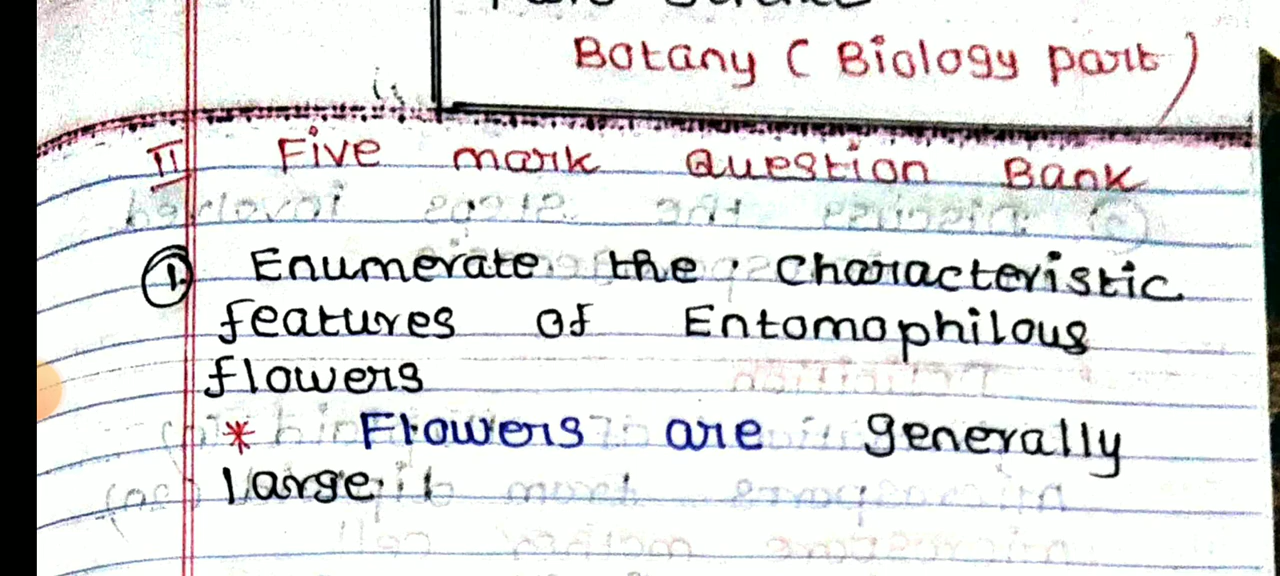 Botany ( Biology part )
II Five mark Question Bank
① Enumerate the characteristic
features of Entomophilous
flowers
* Flowers are generally
large